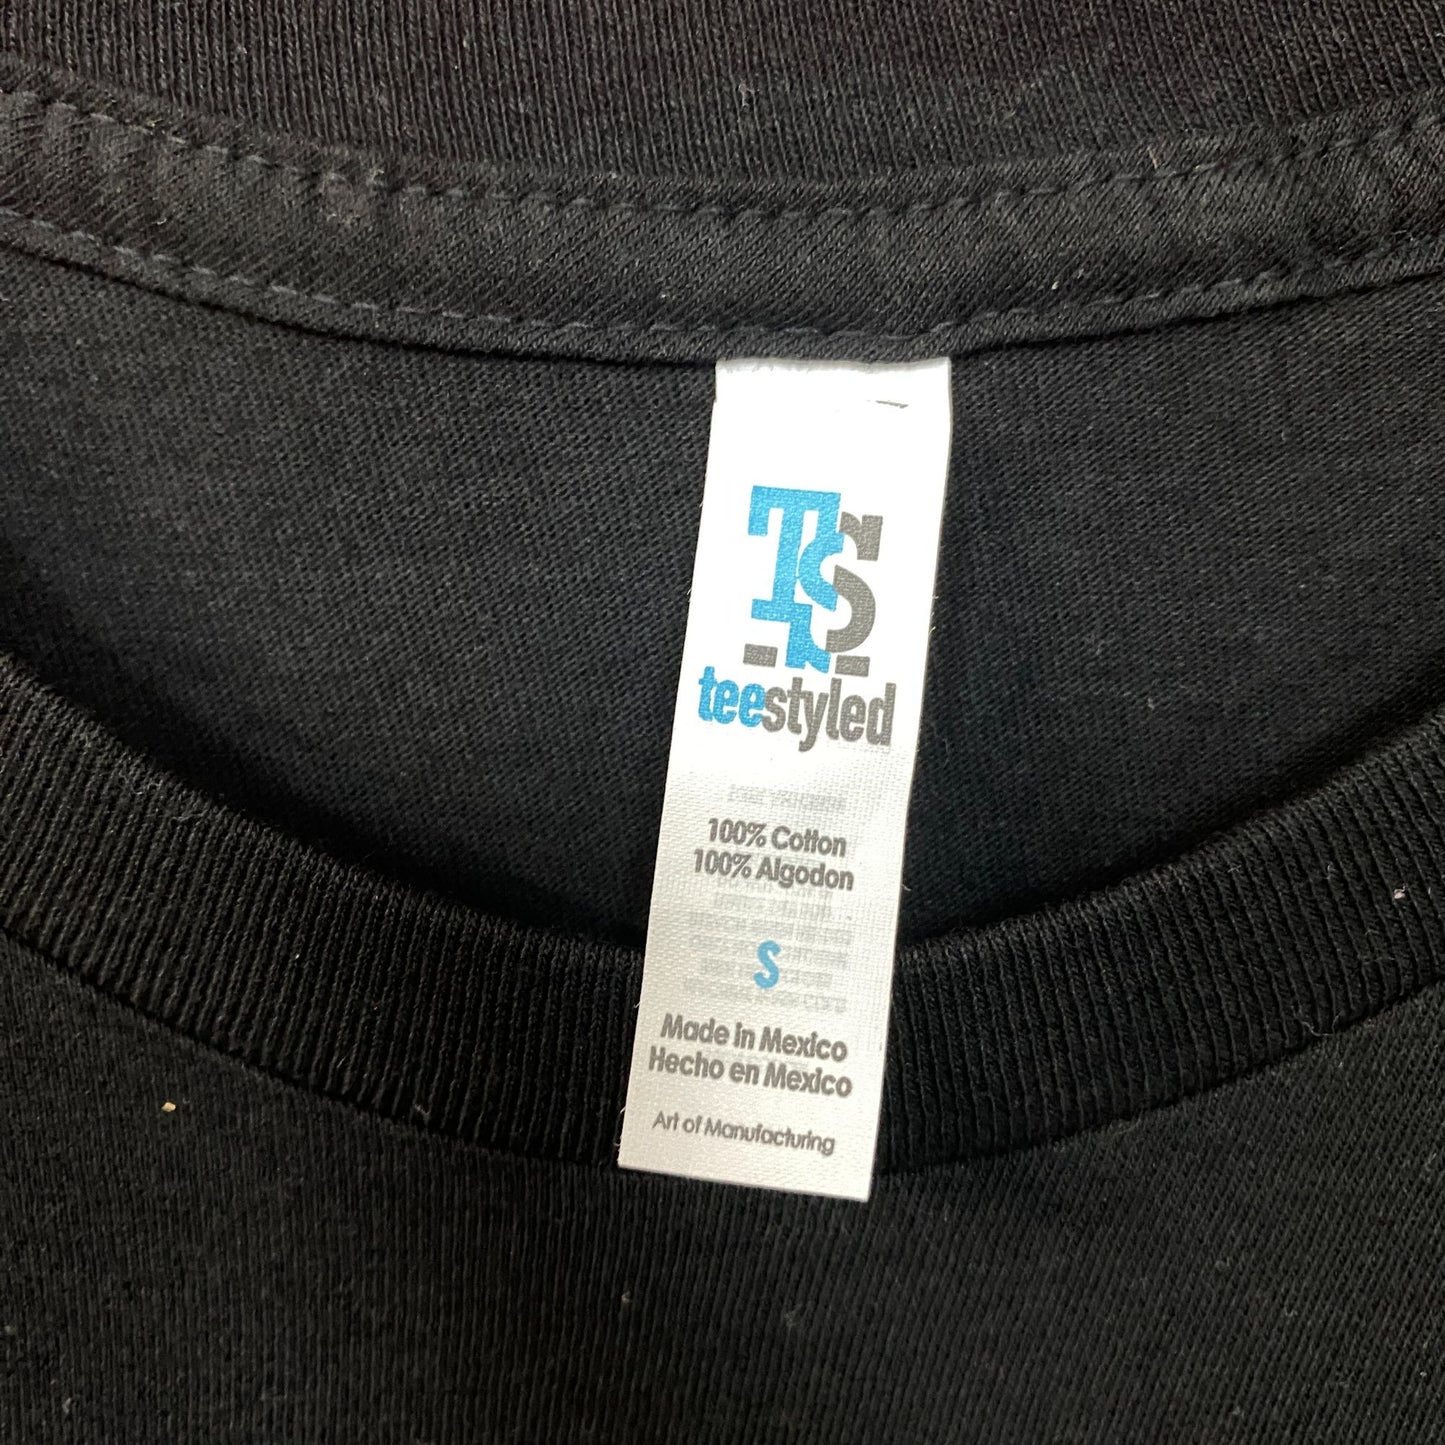 TS
teestyled
100% Cotton
100% Algodon
S
Made in Mexico
Hecho en Mexico
Art of Manufacturing